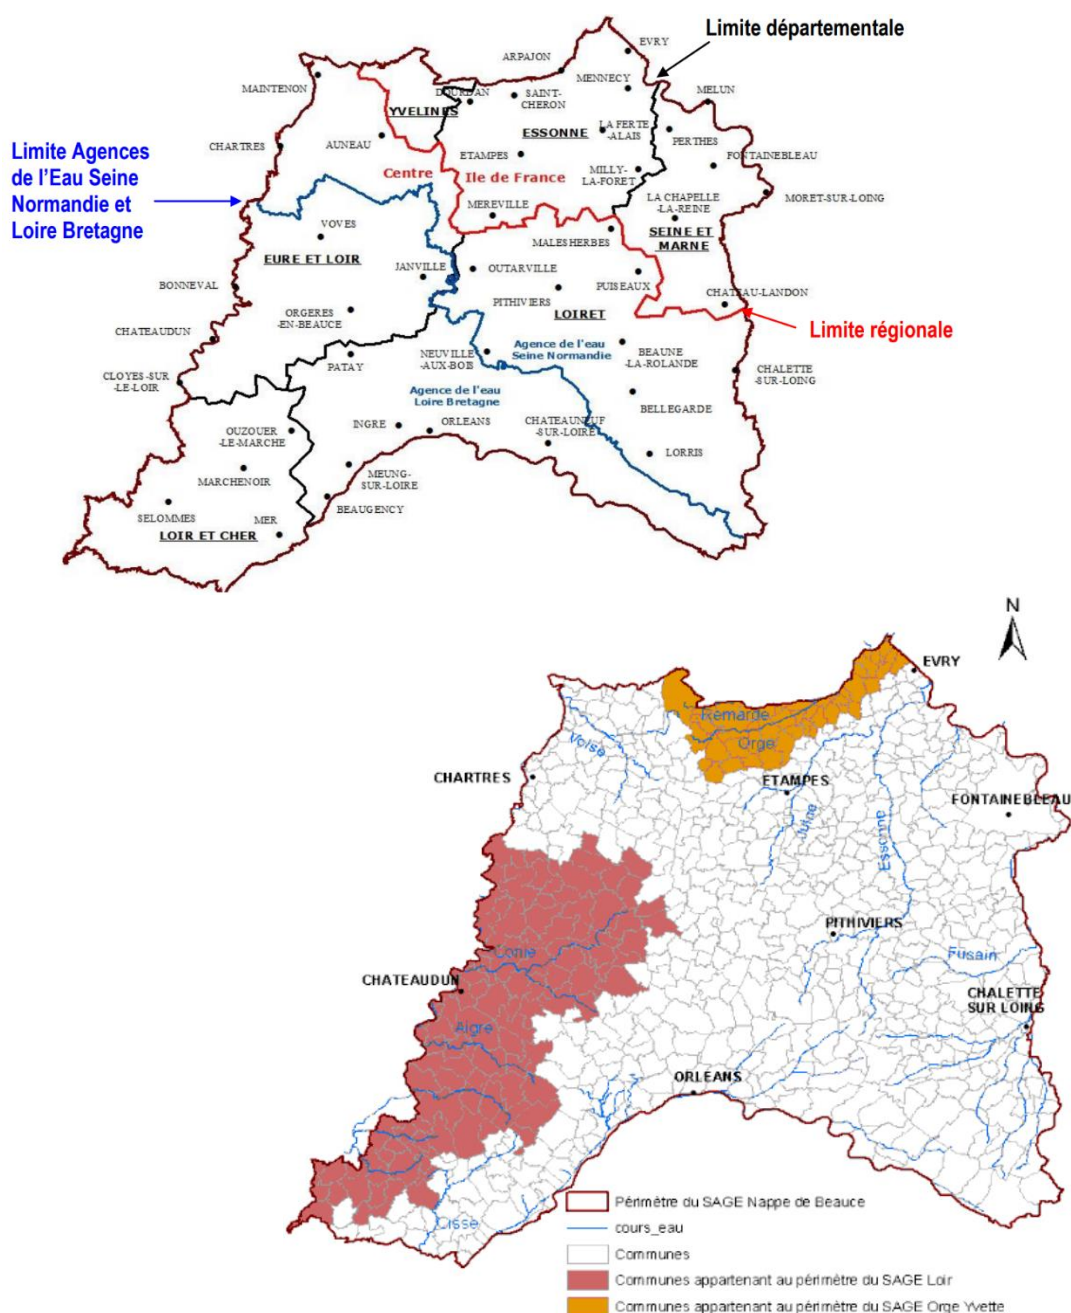 Limite départementale
EVRY
ARPAJON
MENNECY
MAINTENON
DOURDAN
SAINT-
CHERON
MELUN
YVELINES
ESSONNE
LA FERTE
-ALAIS
PERTHES
CHARTRES
AUNEAU
ETAMPES
FONTAINEBLEAU
Limite Agences
de l'Eau Seine
Normandie et
Loire Bretagne
Centre
Ile de France
MILLY-
LA-FORET
LA CHAPELLE
-LA-REINE
MORET-SUR-LOING
MEREVILLE
VOVES
MALESHERBES
SEINE ET
MARNE
EURE ET LOIR
JANVILLE
OUTARVILLE
PUISEAUX
BONNEVAL
PITHIVIERS
CHATEAU-LANDON
ORGERES
-EN-BEAUCE
LOIRET
Limite régionale
CHATEAUDUN
Agence de l'eau
Seine Normandie
BEAUNE
-LA-ROLANDE
PATAY
NEUVILLE
-AUX-BOIS
CHALETTE
-SUR-LOING
CLOYES-SUR
-LE-LOIR
Agence de l'eau
Loire Bretagne
BELLEGARDE
OUZOUER
-LE-MARCHE
INGRE
ORLEANS
CHATEAUNEUF
-SUR-LOIRE
LORRIS
MARCHENOIR
MEUNG-
SUR-LOIRE
SELOMMES
BEAUGENCY
MER
LOIR ET CHER
N
EVRY
Rémarde
Orge
Voise
CHARTRES
ETAMPES
FONTAINEBLEAU
Juine
Essonne
PITHIVIERS
Conie
Fusain
CHATEAUDUN
CHALETTE
SUR LOING
Aigre
ORLEANS
Cisse
Périmètre du SAGE Nappe de Beauce
cours_eau
Communes
Communes appartenant au périmètre du SAGE Loir
Communes appartenant au périmètre du SAGE Orge Yvette